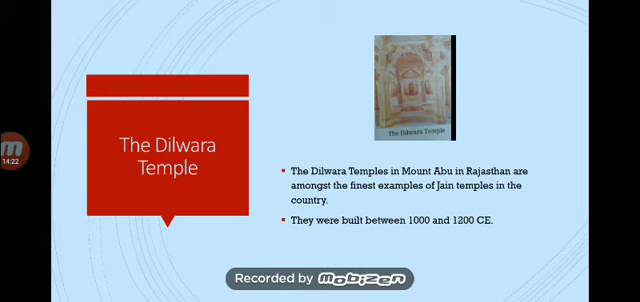 The Dilwara
Temple
The Dilwara Temple
The Dilwara Temples in Mount Abu in Rajasthan are
amongst the finest examples of Jain temples in the
country.
They were built between 1000 and 1200 CE.
14:22
Recorded by mobizen